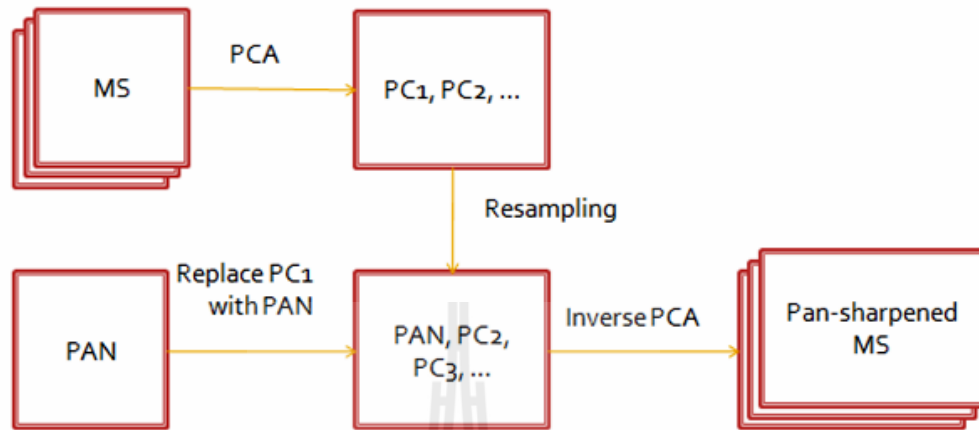 MS
PCA
PC1, PC2, ...
Resampling
PAN
Replace PC1
with PAN
PAN, PC2,
PC3, ...
Inverse PCA
Pan-sharpened
MS